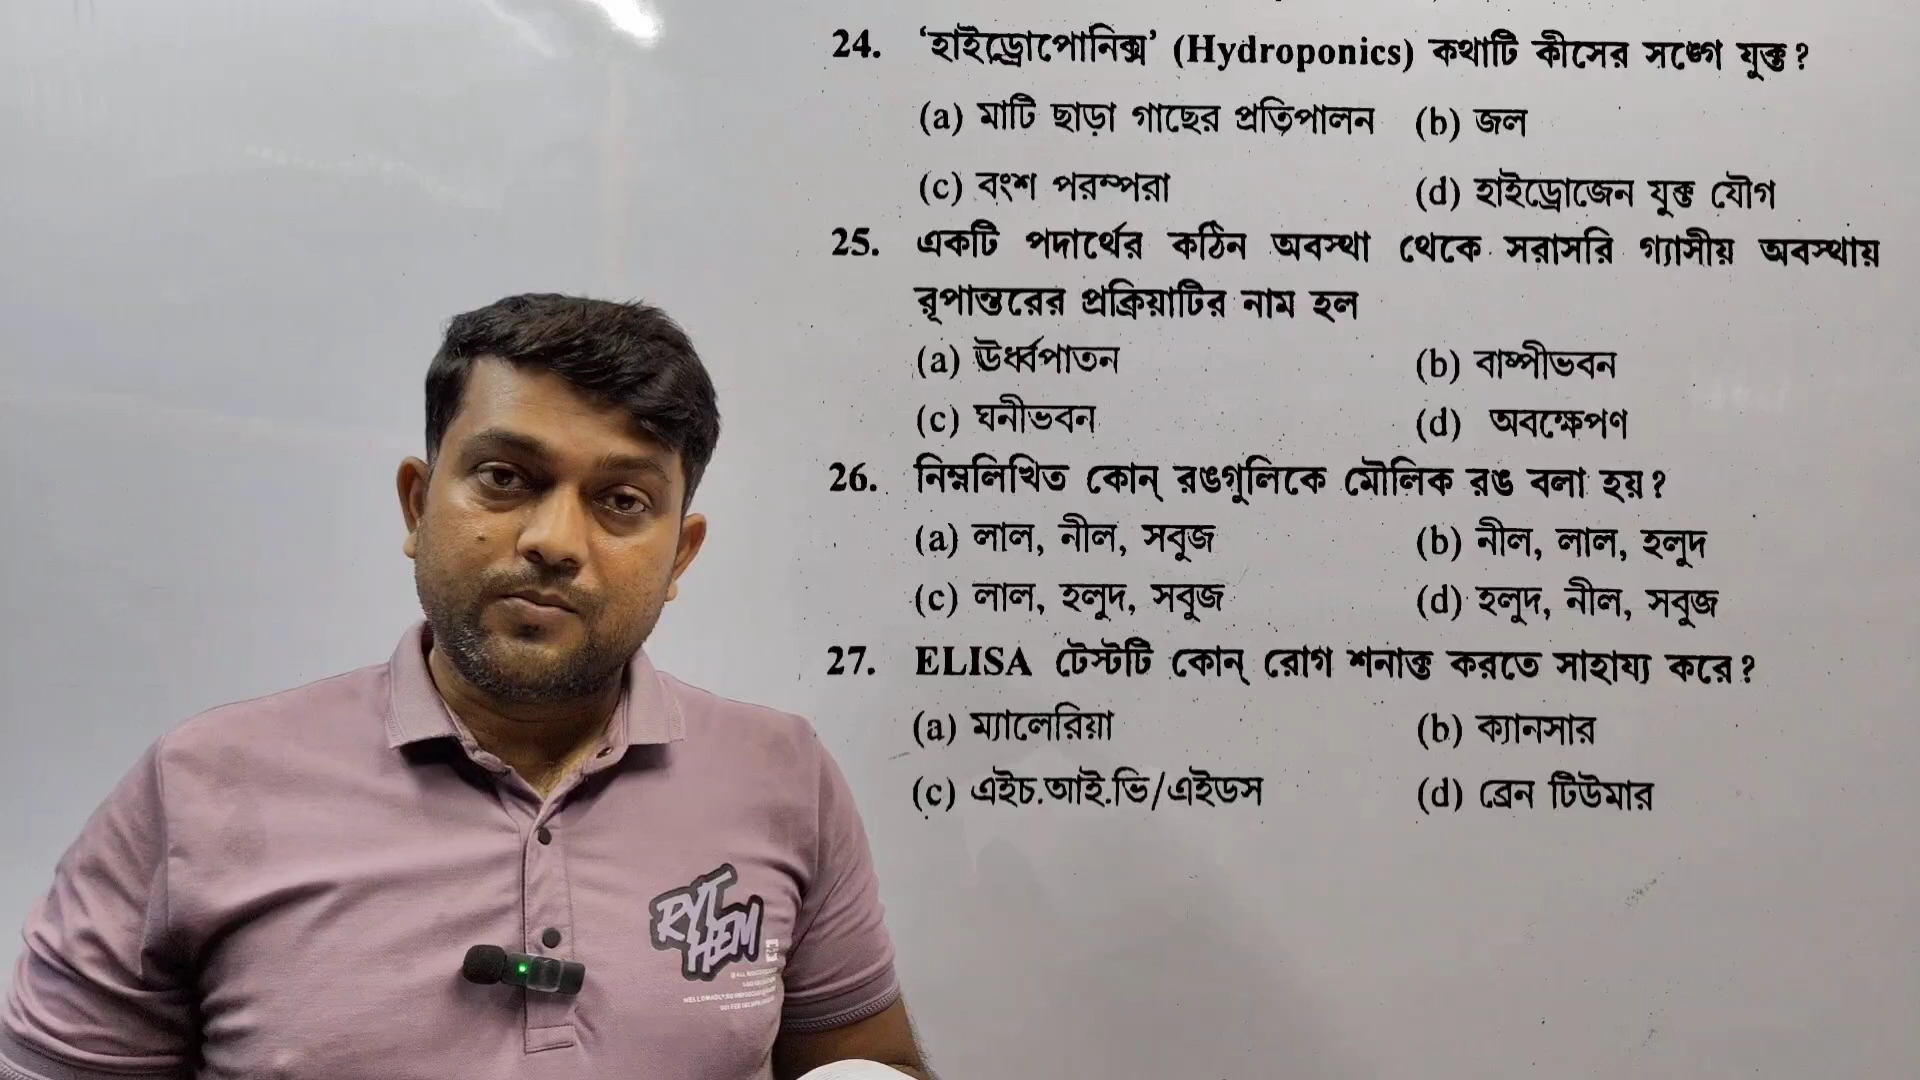 24. ‘হাইড্রোপোনিক্স’ (Hydroponics) কথাটি কীসের সঙ্গে যুক্ত?
(a) মাটি ছাড়া গাছের প্রতিপালন (b) জল
(c) বংশ পরম্পরা (d) হাইড্রোজেন যুক্ত যৌগ
25. একটি পদার্থের কঠিন অবস্থা থেকে সরাসরি গ্যাসীয় অবস্থায়
রূপান্তরের প্রক্রিয়াটির নাম হল
(a) ঊর্ধ্বপাতন (b) বাষ্পীভবন
(c) ঘনীভবন (d) অবক্ষেপণ
26. নিম্নলিখিত কোন্ রঙগুলিকে মৌলিক রঙ বলা হয়?
(a) লাল, নীল, সবুজ (b) নীল, লাল, হলুদ
(c) লাল, হলুদ, সবুজ (d) হলুদ, নীল, সবুজ
27. ELISA টেস্টটি কোন্ রোগ শনাক্ত করতে সাহায্য করে?
(a) ম্যালেরিয়া (b) ক্যানসার
(c) এইচ.আই.ভি/এইডস (d) ব্রেন টিউমার
RYT
HEM